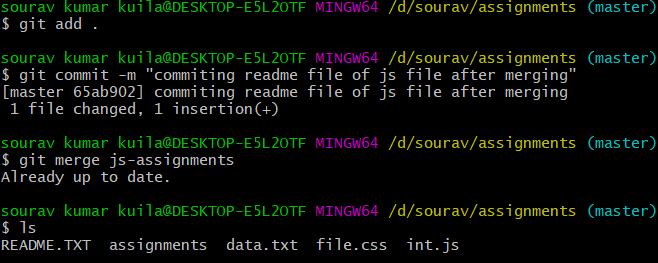 sourav kumar kuila@DESKTOP-E5L2OTF MINGW64 /d/sourav/assignments (master)
$ git add .
sourav kumar kuila@DESKTOP-E5L2OTF MINGW64 /d/sourav/assignments (master)
$ git commit -m "commiting readme file of js file after merging"
[master 65ab902] commiting readme file of js file after merging
1 file changed, 1 insertion(+)
sourav kumar kuila@DESKTOP-E5L2OTF MINGW64 /d/sourav/assignments (master)
$ git merge js-assignments
Already up to date.
sourav kumar kuila@DESKTOP-E5L2OTF MINGW64 /d/sourav/assignments (master)
$ ls
README.TXT  assignments  data.txt  file.css  int.js